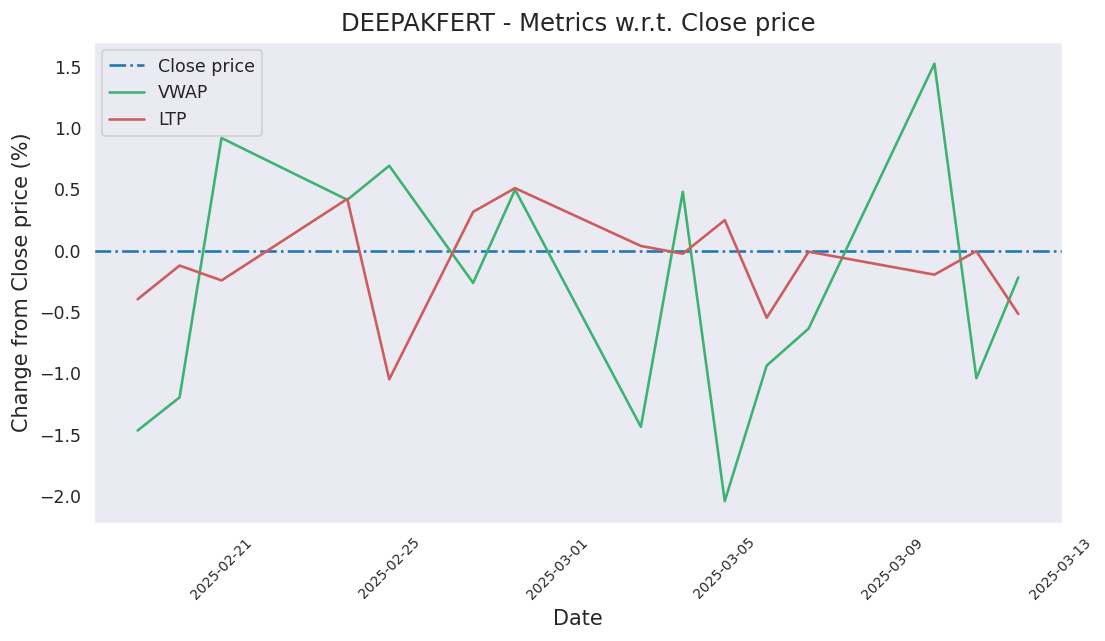 DEEPAKFERT - Metrics w.r.t. Close price
Close price
VWAP
LTP
Change from Close price (%)
1.5
1.0
0.5
0.0
−0.5
−1.0
−1.5
−2.0
2025-02-21
2025-02-25
2025-03-01
2025-03-05
2025-03-09
2025-03-13
Date